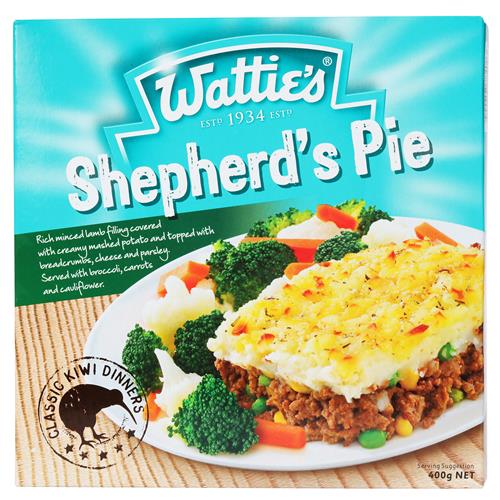 Wattie's®
ESTD 1934 ESTD
Shepherd's Pie
Rich minced lamb filling covered
with creamy mashed potato and topped with
breadcrumbs, cheese and parsley.
Served with broccoli, carrots
and cauliflower.
CLASSIC KIWI DINNERS
Serving Suggestion
400g NET